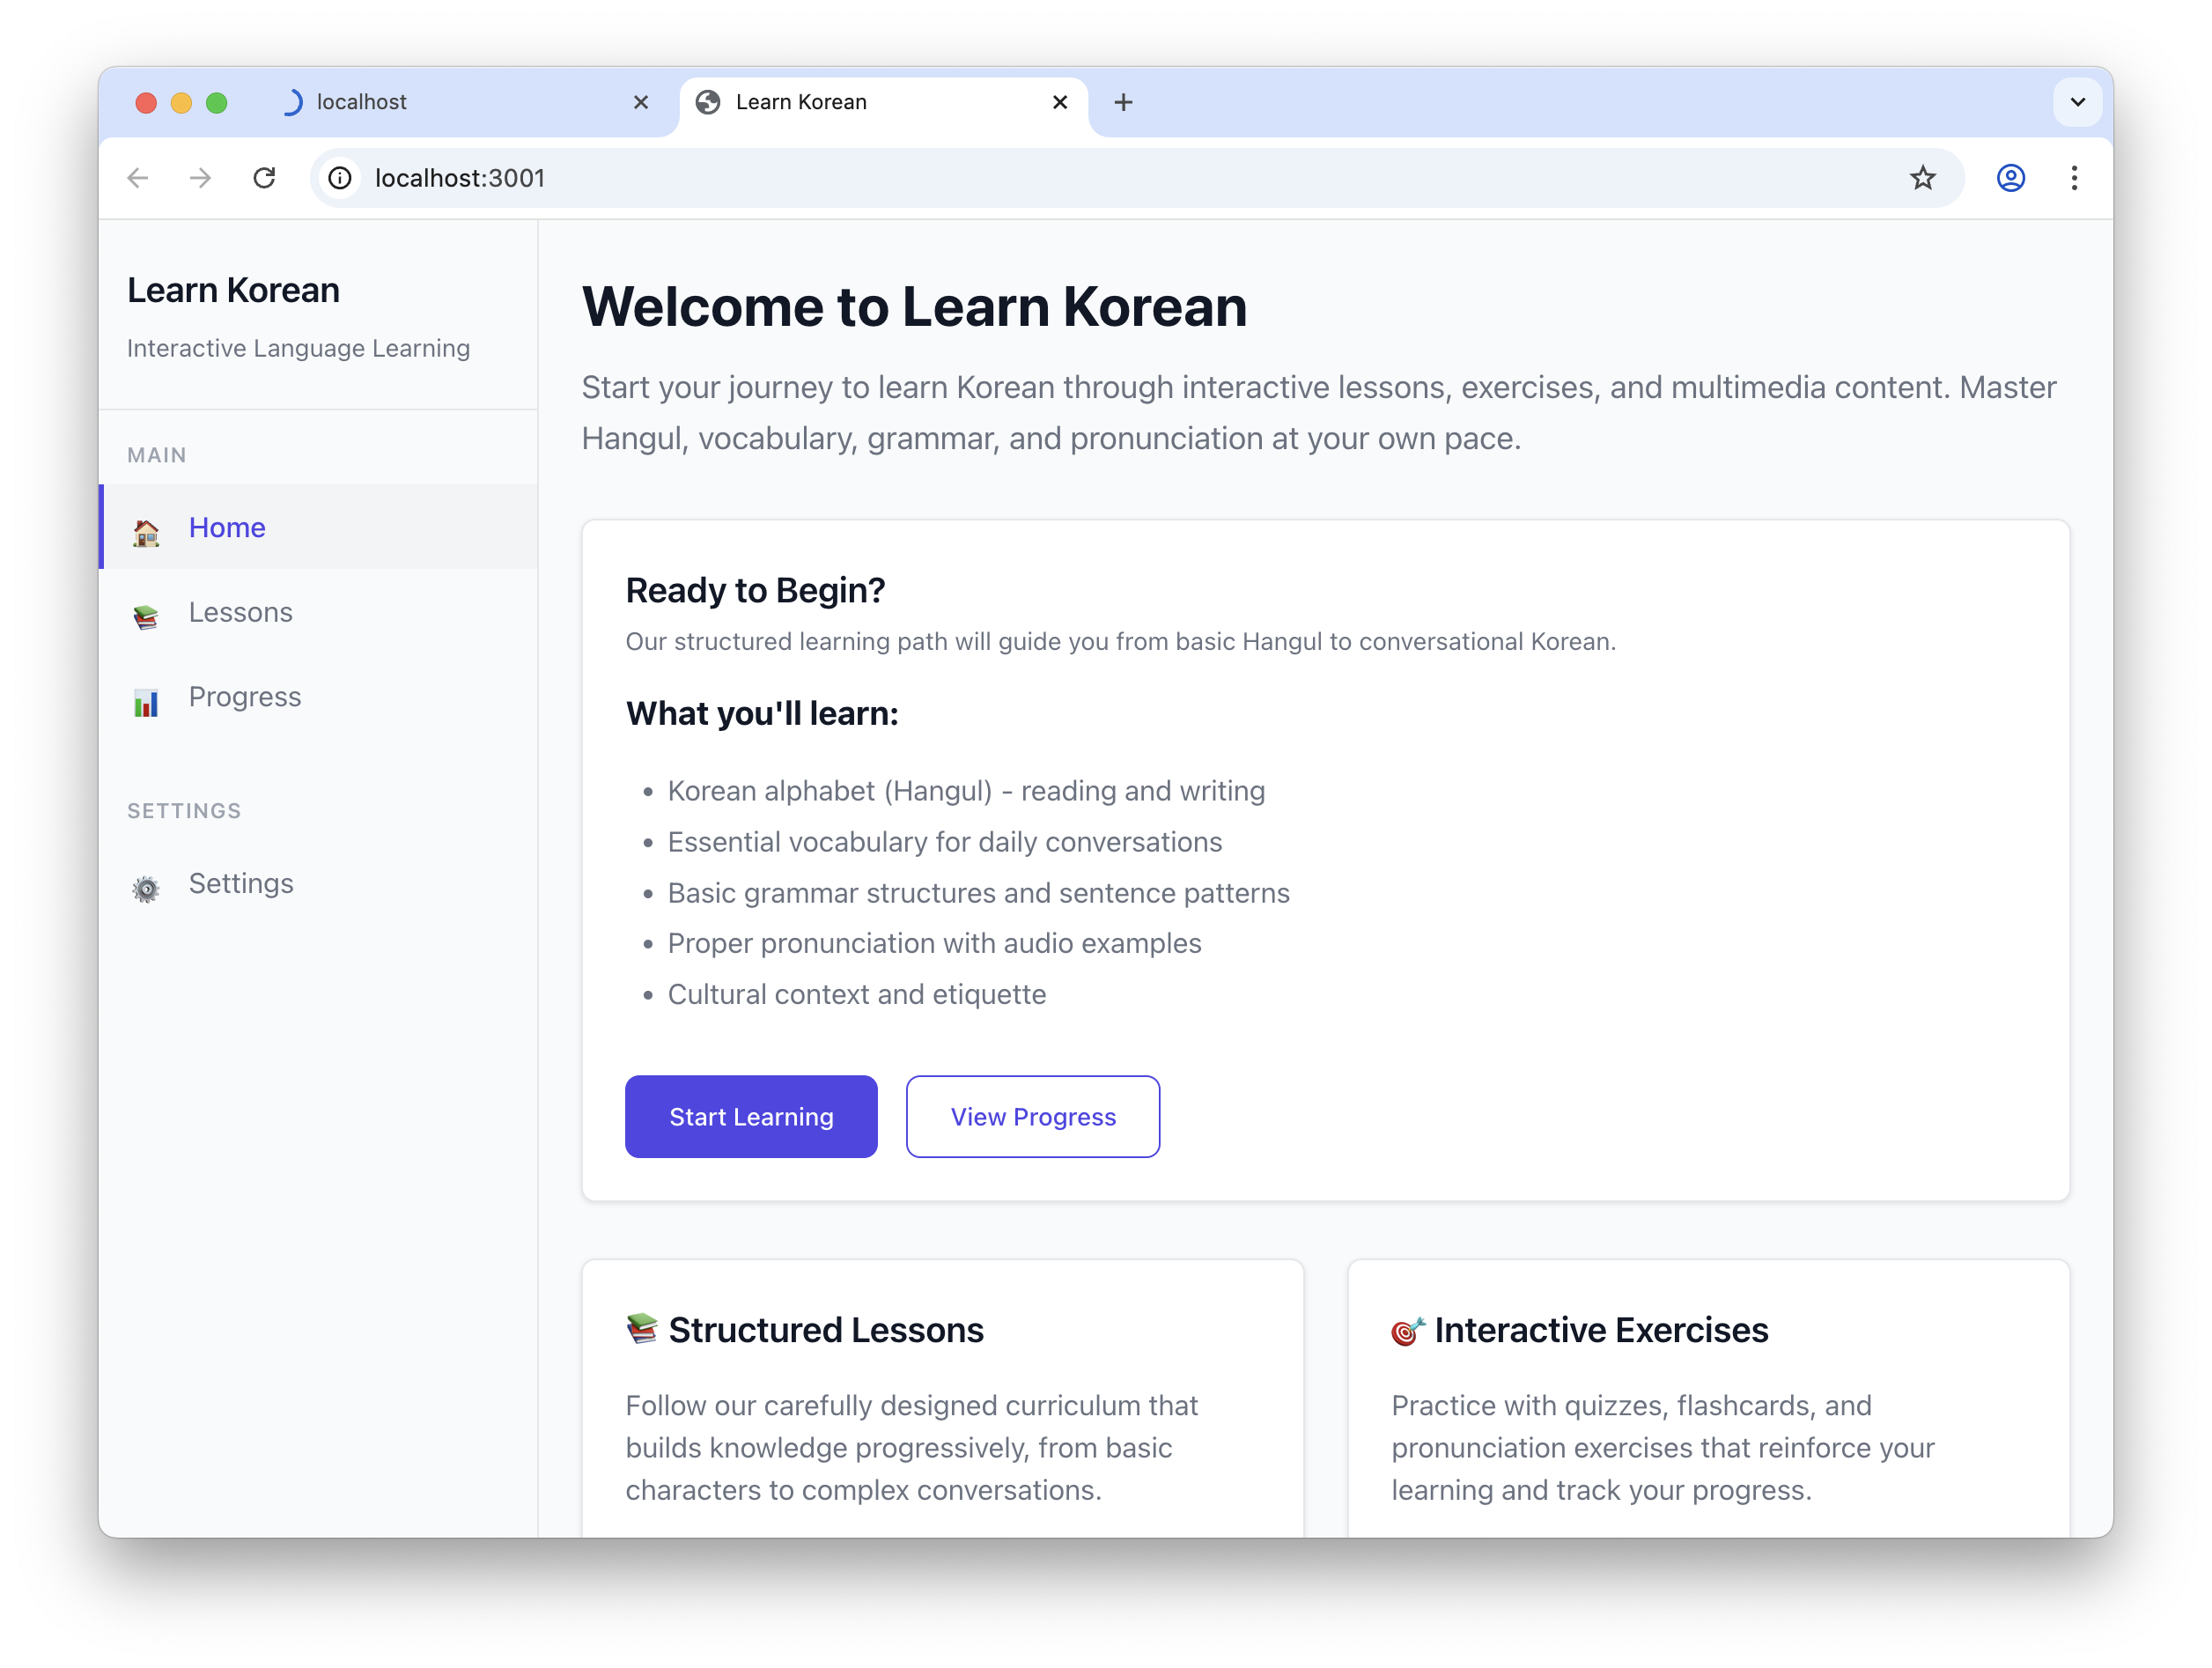 localhost
Learn Korean
localhost:3001
Learn Korean
Interactive Language Learning
MAIN
Home
Lessons
Progress
SETTINGS
Settings
Welcome to Learn Korean
Start your journey to learn Korean through interactive lessons, exercises, and multimedia content. Master
Hangul, vocabulary, grammar, and pronunciation at your own pace.
Ready to Begin?
Our structured learning path will guide you from basic Hangul to conversational Korean.
What you'll learn:
• Korean alphabet (Hangul) - reading and writing
• Essential vocabulary for daily conversations
• Basic grammar structures and sentence patterns
• Proper pronunciation with audio examples
• Cultural context and etiquette
Start Learning
View Progress
Structured Lessons
Follow our carefully designed curriculum that
builds knowledge progressively, from basic
characters to complex conversations.
Interactive Exercises
Practice with quizzes, flashcards, and
pronunciation exercises that reinforce your
learning and track your progress.